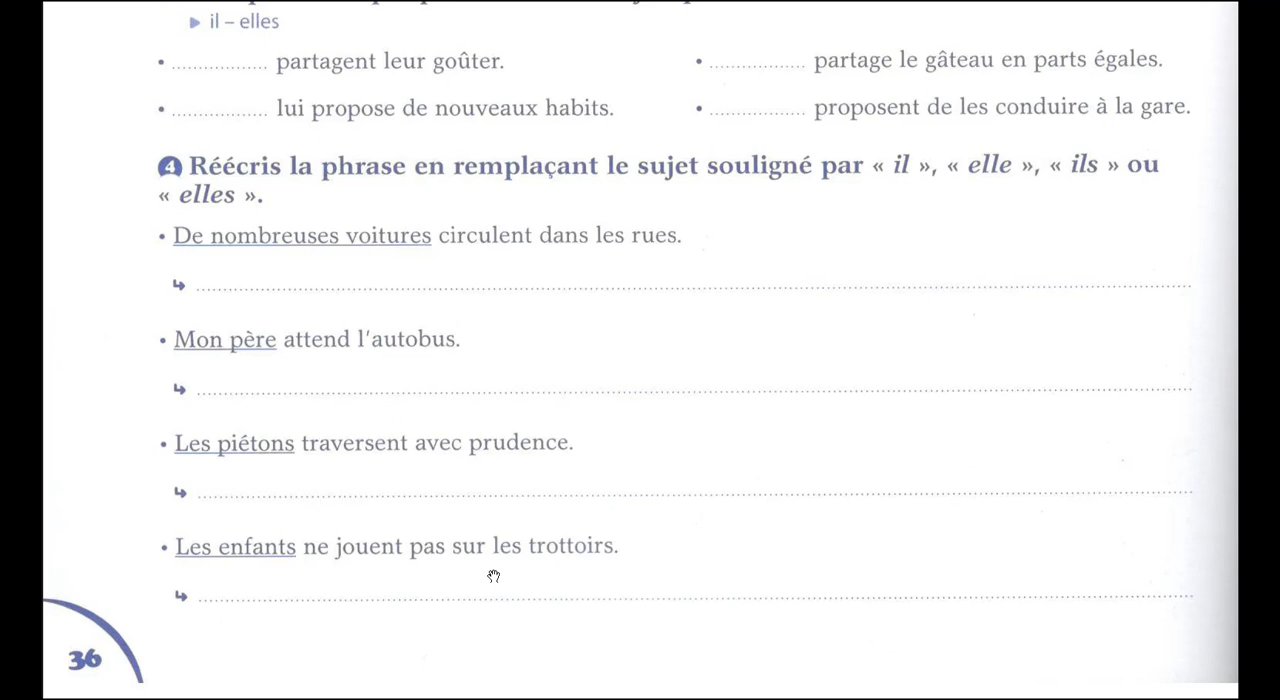 ▶ il – elles
• .................. partagent leur goûter.
• .................. partage le gâteau en parts égales.
• .................. lui propose de nouveaux habits.
• .................. proposent de les conduire à la gare.
4 Réécris la phrase en remplaçant le sujet souligné par « il », « elle », « ils » ou
« elles ».
• De nombreuses voitures circulent dans les rues.
• Mon père attend l'autobus.
• Les piétons traversent avec prudence.
• Les enfants ne jouent pas sur les trottoirs.
36